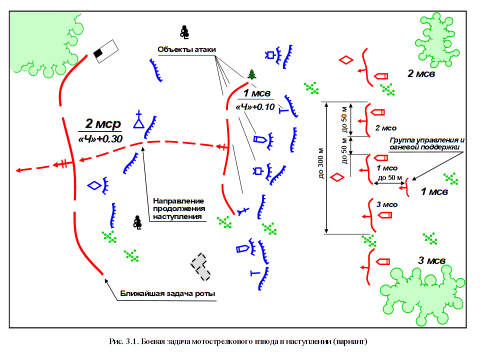 Объекты атаки
1 мсв
«Ч»+0.10
2 мср
«Ч»+0.30
Направление
продолжения
наступления
Ближайшая задача роты
2 мсв
до 50 м
2 мсо
до 50 м
до 300 м
Группа управления и
огневой поддержки
1 мсо
до 50 м
1 мсв
3 мсо
3 мсв
Рис. 3.1. Боевая задача мотострелкового взвода в наступлении (вариант)